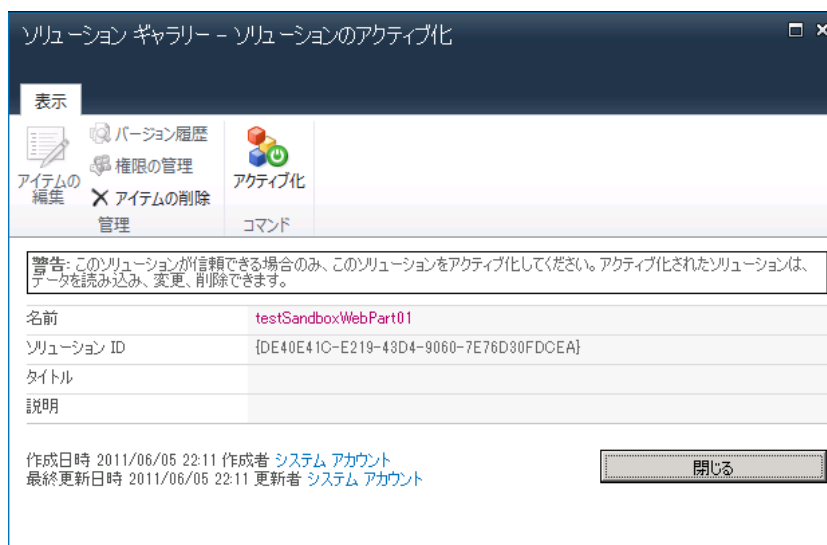 ソリューション ギャラリー - ソリューションのアクティブ化
表示
アイテムの
編集
バージョン履歴
権限の管理
アイテムの削除
管理
アクティブ化
コマンド
警告: このソリューションが信頼できる場合のみ、このソリューションをアクティブ化してください。アクティブ化されたソリューションは、
データを読み込み、変更、削除できます。
名前 testSandboxWebPart01
ソリューション ID {DE40E41C-E219-43D4-9060-7E76D30FDCEA}
タイトル
説明
作成日時 2011/06/05 22:11 作成者 システム アカウント
最終更新日時 2011/06/05 22:11 更新者 システム アカウント
閉じる